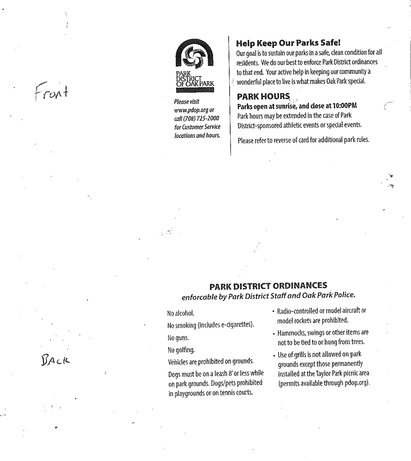 Front
PARK
DISTRICT
OF OAK PARK
Please visit
www.pdop.org or
call (708) 725-2000
for Customer Service
locations and hours.
Help Keep Our Parks Safe!
Our goal is to sustain our parks in a safe, clean condition for all
residents. We do our best to enforce Park District ordinances
to that end. Your active help in keeping our community a
wonderful place to live is what makes Oak Park special.
PARK HOURS
Parks open at sunrise, and close at 10:00PM
Park hours may be extended in the case of Park
District-sponsored athletic events or special events.
Please refer to reverse of card for additional park rules.
Back
PARK DISTRICT ORDINANCES
enforcable by Park District Staff and Oak Park Police.
No alcohol.
No smoking (includes e-cigarettes).
No guns.
No golfing.
Vehicles are prohibited on grounds.
Dogs must be on a leash 8' or less while
on park grounds. Dogs/pets prohibited
in playgrounds or on tennis courts.
• Radio-controlled or model aircraft or
model rockets are prohibited.
• Hammocks, swings or other items are
not to be tied to or hung from trees.
• Use of grills is not allowed on park
grounds except those permanently
installed at the Taylor Park picnic area
(permits available through pdop.org).